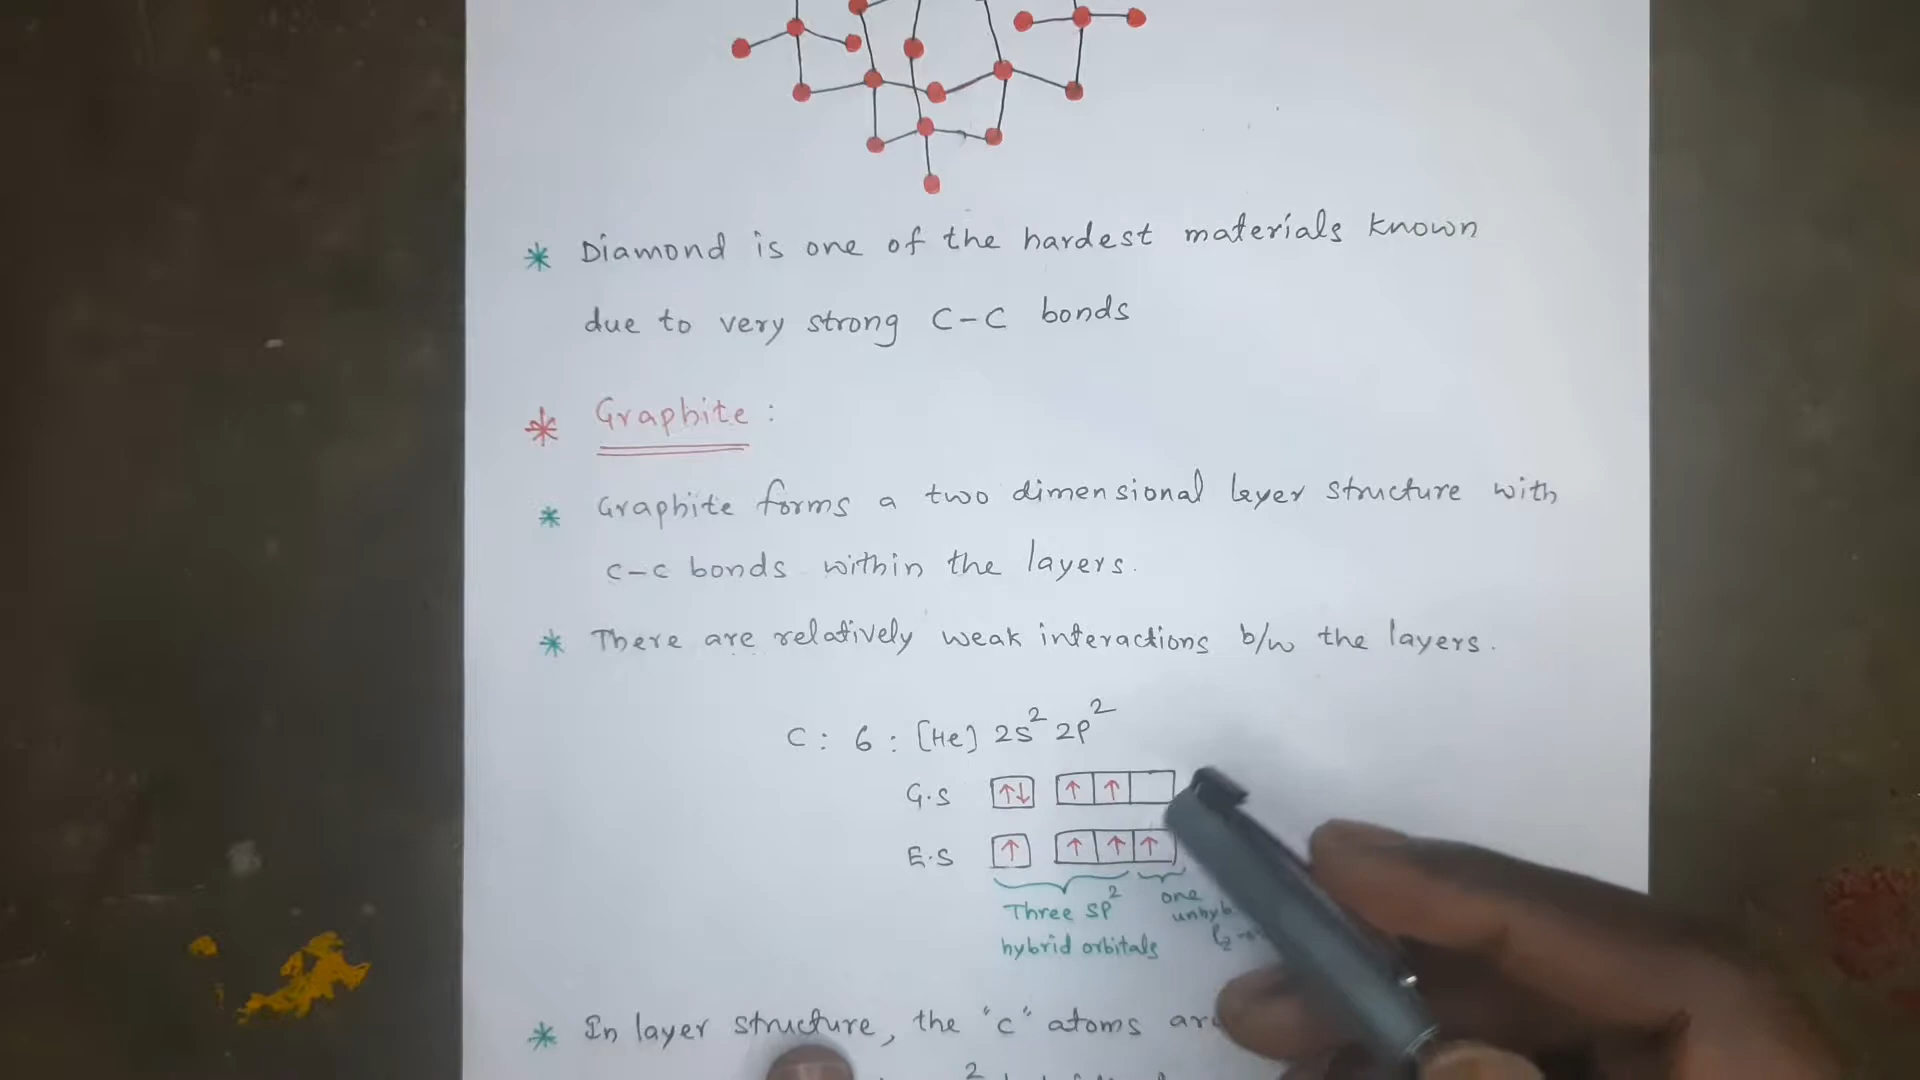 * Diamond is one of the hardest materials known
due to very strong C-C bonds
* Graphite :
* Graphite forms a two dimensional layer structure with
C-C bonds within the layers.
* There are relatively weak interactions b/w the layers.
C : 6 : [He] 2s² 2p²
G.S ↑↓ ↑ ↑
E.S ↑ ↑ ↑ ↑
Three SP² one
hybrid orbitals
* In layer structure, the "c" atoms